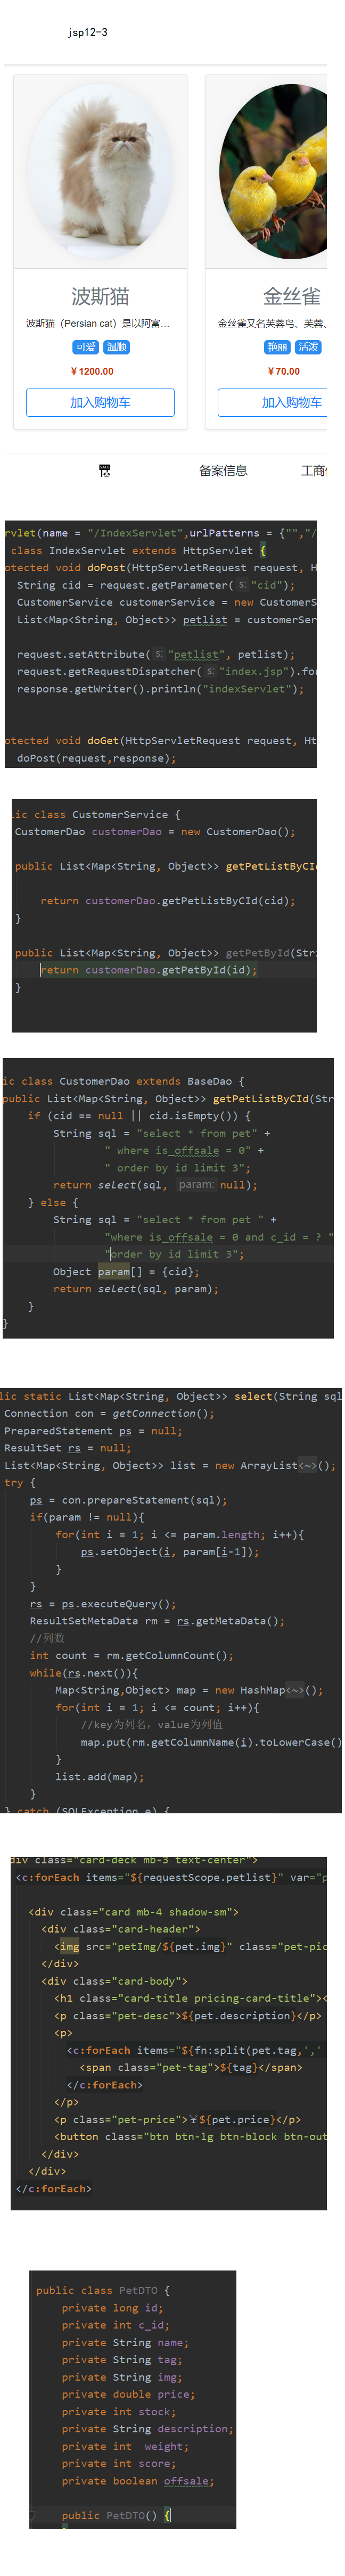 jsp12-3
波斯猫
金丝雀
波斯猫（Persian cat）是以阿富...
金丝雀又名芙蓉鸟、芙蓉、
可爱 温顺
艳丽 活泼
￥1200.00
￥70.00
加入购物车
加入购物车
备案信息
工商
rvlet(name = "/IndexServlet",urlPatterns = {"","/
class IndexServlet extends HttpServlet {
otected void doPost(HttpServletRequest request, H
String cid = request.getParameter( s: "cid");
CustomerService customerService = new CustomerS
List<Map<String, Object>> petlist = customerSer
request.setAttribute( s: "petlist", petlist);
request.getRequestDispatcher( s: "index.jsp").for
response.getWriter().println("indexServlet");
otected void doGet(HttpServletRequest request, Ht
doPost(request,response);
lic class CustomerService {
CustomerDao customerDao = new CustomerDao();
public List<Map<String, Object>> getPetListByCId
return customerDao.getPetListByCId(cid);
}
public List<Map<String, Object>> getPetById(Stri
return customerDao.getPetById(id);
}
ic class CustomerDao extends BaseDao {
public List<Map<String, Object>> getPetListByCId(Str
if (cid == null || cid.isEmpty()) {
String sql = "select * from pet" +
" where is_offsale = 0" +
" order by id limit 3";
return select(sql, param: null);
} else {
String sql = "select * from pet " +
"where is_offsale = 0 and c_id = ? "
"order by id limit 3";
Object param[] = {cid};
return select(sql, param);
}
}
lic static List<Map<String, Object>> select(String sql
Connection con = getConnection();
PreparedStatement ps = null;
ResultSet rs = null;
List<Map<String, Object>> list = new ArrayList<~>();
try {
ps = con.prepareStatement(sql);
if(param != null){
for(int i = 1; i <= param.length; i++){
ps.setObject(i, param[i-1]);
}
}
rs = ps.executeQuery();
ResultSetMetaData rm = rs.getMetaData();
//列数
int count = rm.getColumnCount();
while(rs.next()){
Map<String,Object> map = new HashMap<~>();
for(int i = 1; i <= count; i++){
//key为列名，value为列值
map.put(rm.getColumnName(i).toLowerCase()
}
list.add(map);
}
} catch (SQLException e) {
div class="card-deck mb-3 text-center">
<c:forEach items="${requestScope.petlist}" var="p
<div class="card mb-4 shadow-sm">
<div class="card-header">
<img src="petImg/${pet.img}" class="pet-pic
</div>
<div class="card-body">
<h1 class="card-title pricing-card-title"><
<p class="pet-desc">${pet.description}</p>
<p>
<c:forEach items="${fn:split(pet.tag,','
<span class="pet-tag">${tag}</span>
</c:forEach>
</p>
<p class="pet-price">￥${pet.price}</p>
<button class="btn btn-lg btn-block btn-out
</div>
</div>
</c:forEach>
public class PetDTO {
private long id;
private int c_id;
private String name;
private String tag;
private String img;
private double price;
private int stock;
private String description;
private int  weight;
private int score;
private boolean offsale;
public PetDTO() {